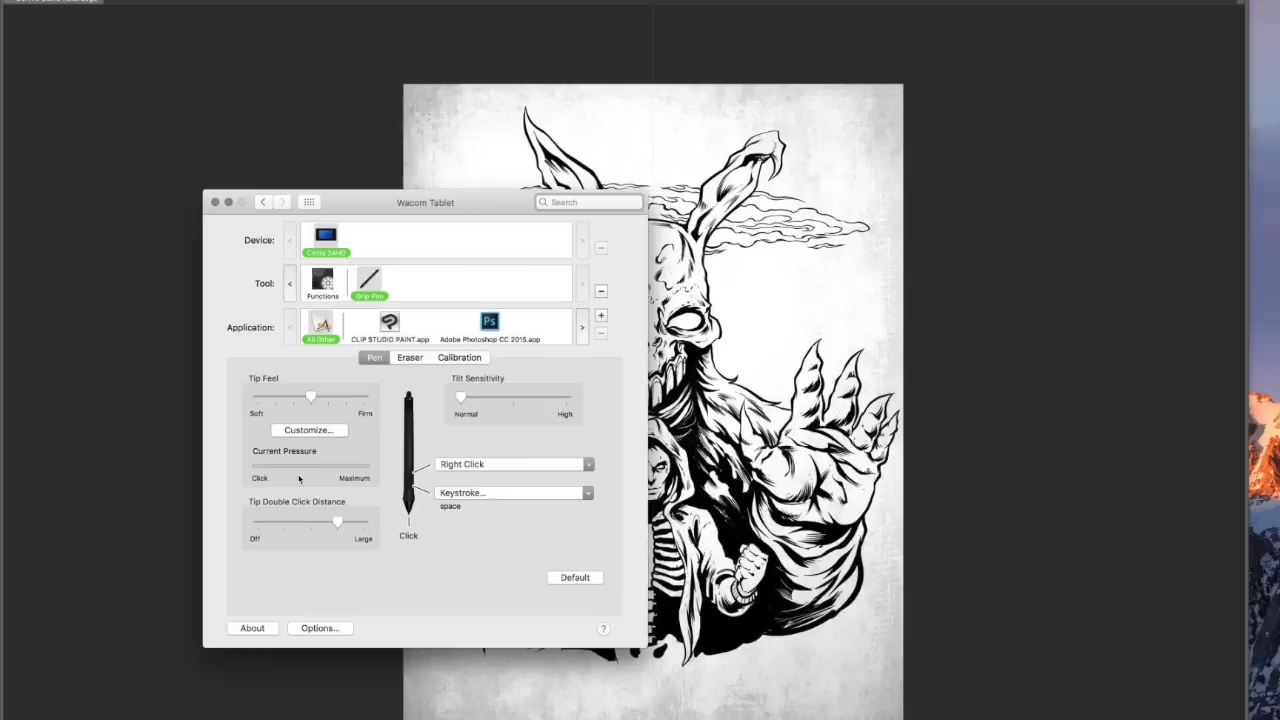 Wacom Tablet
Search
Device:
Cintiq 24HD
Tool:
Functions
Grip Pen
Application:
All Other
CLIP STUDIO PAINT.app
Adobe Photoshop CC 2015.app
Pen
Eraser
Calibration
Tip Feel
Tilt Sensitivity
Soft
Firm
Normal
High
Customize...
Current Pressure
Right Click
Click
Maximum
Keystroke...
space
Tip Double Click Distance
Off
Large
Click
Default
About
Options...
?